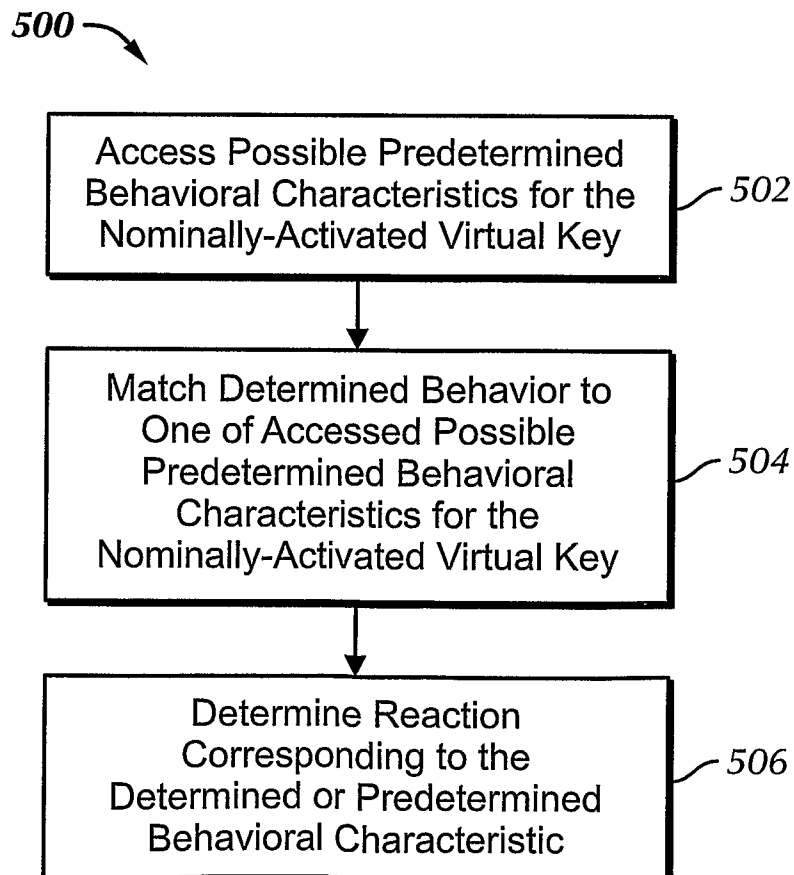 500
Access Possible Predetermined
Behavioral Characteristics for the
Nominally-Activated Virtual Key
502
Match Determined Behavior to
One of Accessed Possible
Predetermined Behavioral
Characteristics for the
Nominally-Activated Virtual Key
504
Determine Reaction
Corresponding to the
Determined or Predetermined
Behavioral Characteristic
506